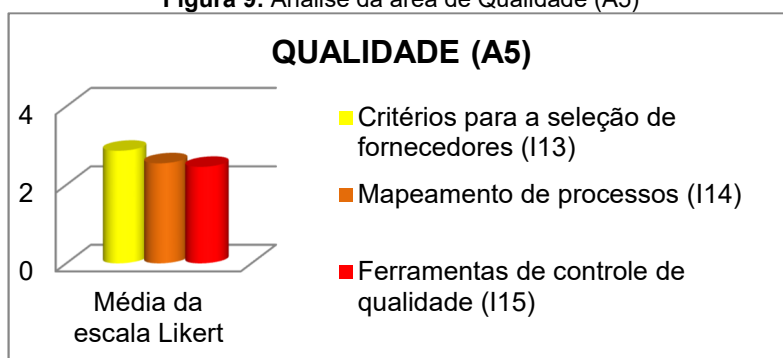 Figura 9: Análise da área de Qualidade (A5)
QUALIDADE (A5)
4
2
0
Média da
escala Likert
Critérios para a seleção de
fornecedores (I13)
Mapeamento de processos (I14)
Ferramentas de controle de
qualidade (I15)